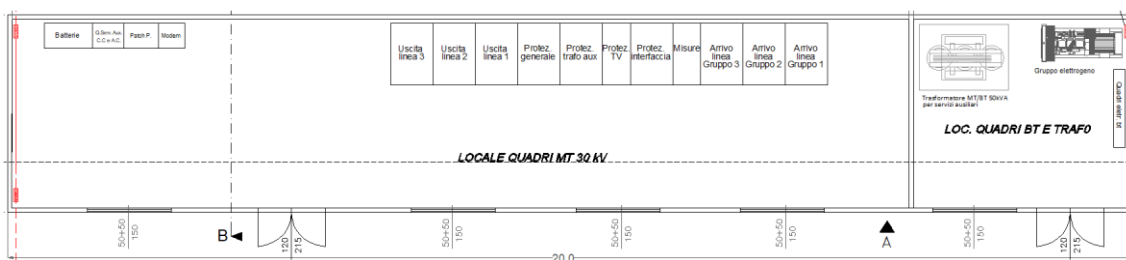 Batterie
Q.Serv. Aux.
C.C e A.C.
Patch P.
Modem
Uscita
linea 3
Uscita
linea 2
Uscita
linea 1
Protez.
generale
Protez.
trafo aux
Protez.
TV
Protez.
interfaccia
Misure
Arrivo
linea
Gruppo 3
Arrivo
linea
Gruppo 2
Arrivo
linea
Gruppo 1
Trasformatore MT/BT 50kVA
per servizi ausiliari
Gruppo elettrogeno
Quadri elettr. bt
LOC. QUADRI BT E TRAFO
LOCALE QUADRI MT 30 kV
50+50
150
B
120
215
50+50
150
50+50
150
50+50
150
A
50+50
150
120
215
20.0